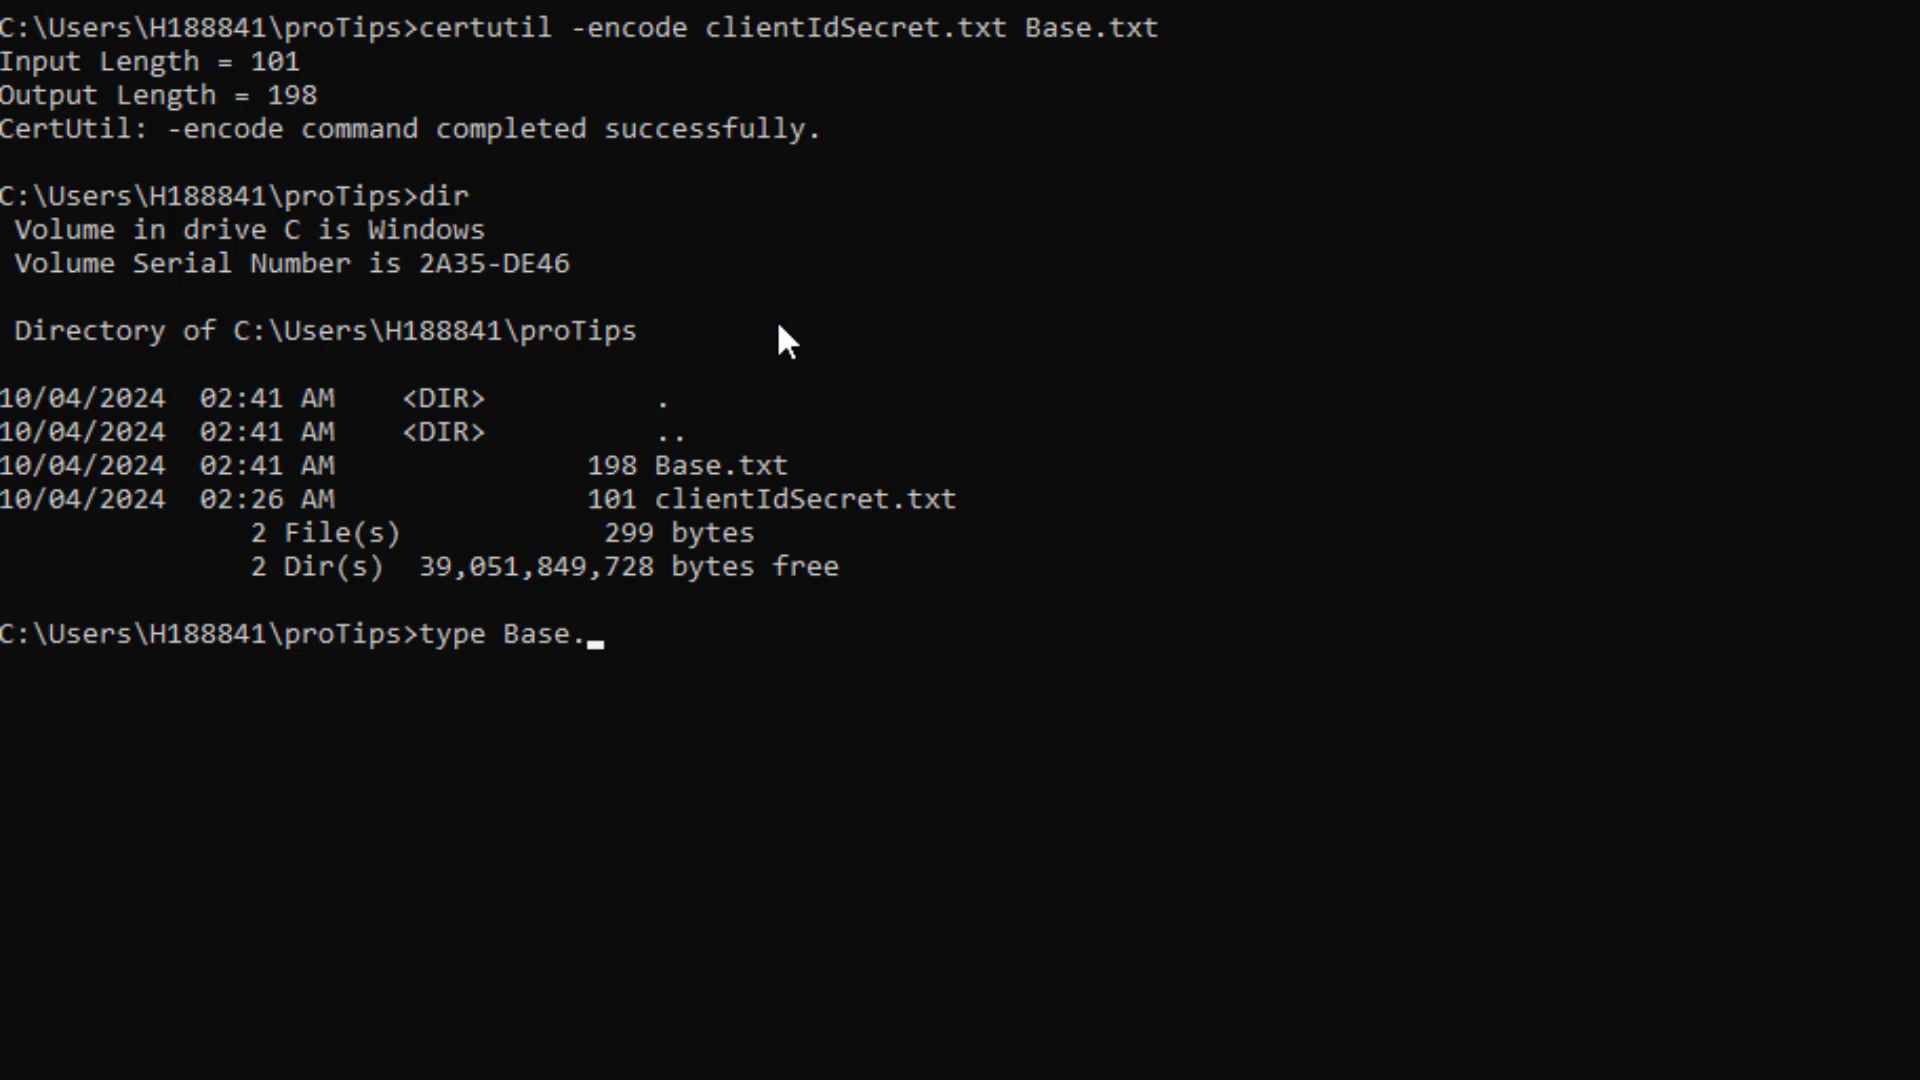 C:\Users\H188841\proTips>certutil -encode clientIdSecret.txt Base.txt
Input Length = 101
Output Length = 198
CertUtil: -encode command completed successfully.
C:\Users\H188841\proTips>dir
Volume in drive C is Windows
Volume Serial Number is 2A35-DE46
Directory of C:\Users\H188841\proTips
10/04/2024  02:41 AM    <DIR>          .
10/04/2024  02:41 AM    <DIR>          ..
10/04/2024  02:41 AM               198 Base.txt
10/04/2024  02:26 AM               101 clientIdSecret.txt
2 File(s)            299 bytes
2 Dir(s)  39,051,849,728 bytes free
C:\Users\H188841\proTips>type Base.